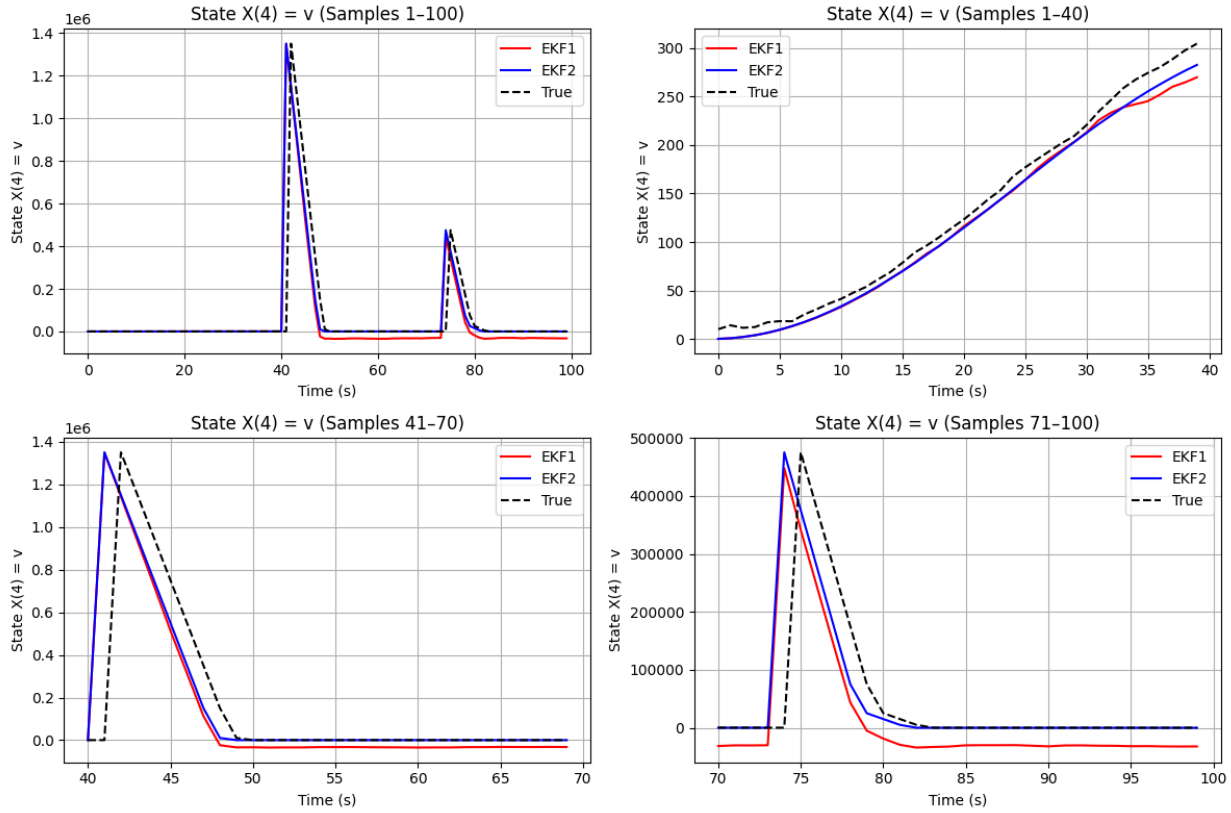 State X(4) = v (Samples 1–100)
1e6
1.4
1.2
1.0
0.8
0.6
0.4
0.2
0.0
State X(4) = v
0 20 40 60 80 100
Time (s)
EKF1
EKF2
True
State X(4) = v (Samples 1–40)
300
250
200
150
100
50
0
State X(4) = v
0 5 10 15 20 25 30 35 40
Time (s)
EKF1
EKF2
True
State X(4) = v (Samples 41–70)
1e6
1.4
1.2
1.0
0.8
0.6
0.4
0.2
0.0
State X(4) = v
40 45 50 55 60 65 70
Time (s)
EKF1
EKF2
True
State X(4) = v (Samples 71–100)
500000
400000
300000
200000
100000
0
State X(4) = v
70 75 80 85 90 95 100
Time (s)
EKF1
EKF2
True